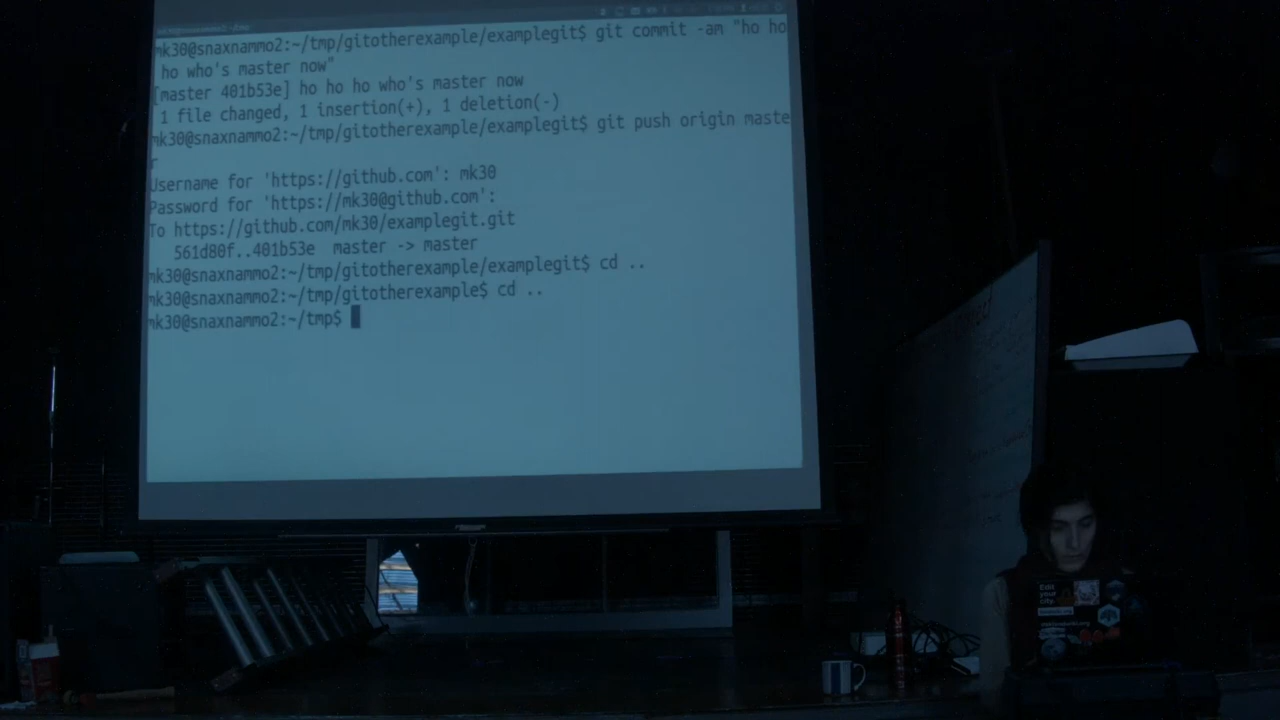 mk30@snaxnammo2:~/tmp/gitotherexample/examplegit$ git commit -am "ho ho
ho who's master now"
[master 401b53e] ho ho ho who's master now
1 file changed, 1 insertion(+), 1 deletion(-)
mk30@snaxnammo2:~/tmp/gitotherexample/examplegit$ git push origin maste
r
Username for 'https://github.com': mk30
Password for 'https://mk30@github.com':
To https://github.com/mk30/examplegit.git
561d80f..401b53e master -> master
mk30@snaxnammo2:~/tmp/gitotherexample/examplegit$ cd ..
mk30@snaxnammo2:~/tmp/gitotherexample$ cd ..
mk30@snaxnammo2:~/tmp$
Edit
your
city.